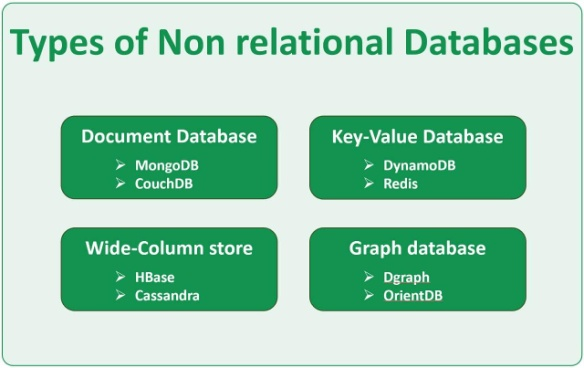 Types of Non relational Databases
Document Database
➢ MongoDB
➢ CouchDB
Key-Value Database
➢ DynamoDB
➢ Redis
Wide-Column store
➢ HBase
➢ Cassandra
Graph database
➢ Dgraph
➢ OrientDB